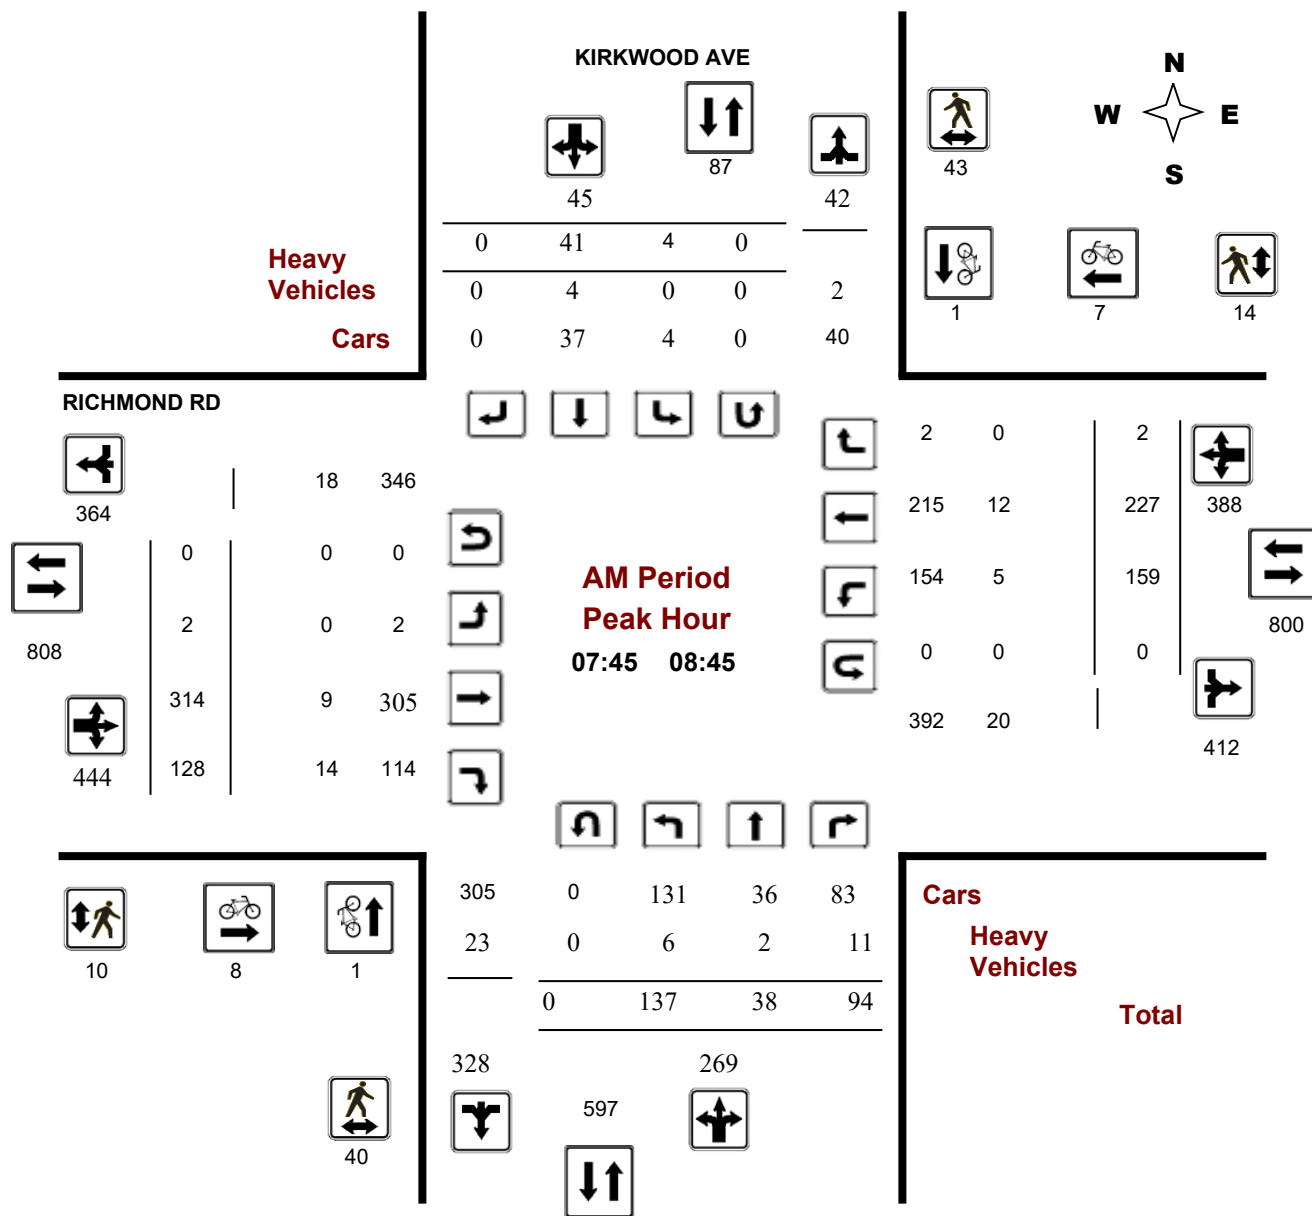 KIRKWOOD AVE
N
W E
S
87
43
45 42
0 41 4 0
Heavy
Vehicles
0 4 0 0 2
1 7 14
Cars 0 37 4 0 40
RICHMOND RD
2 0 2
18 346
364
215 12 227 388
0 0 0
AM Period
154 5 159
Peak Hour
2 0 2
800
808
07:45 08:45
0 0 0
314 9 305
392 20
412
444 128 14 114
305 0 131 36 83
Cars
23 0 6 2 11
Heavy
Vehicles
10 8 1
0 137 38 94
Total
328 269
597
40